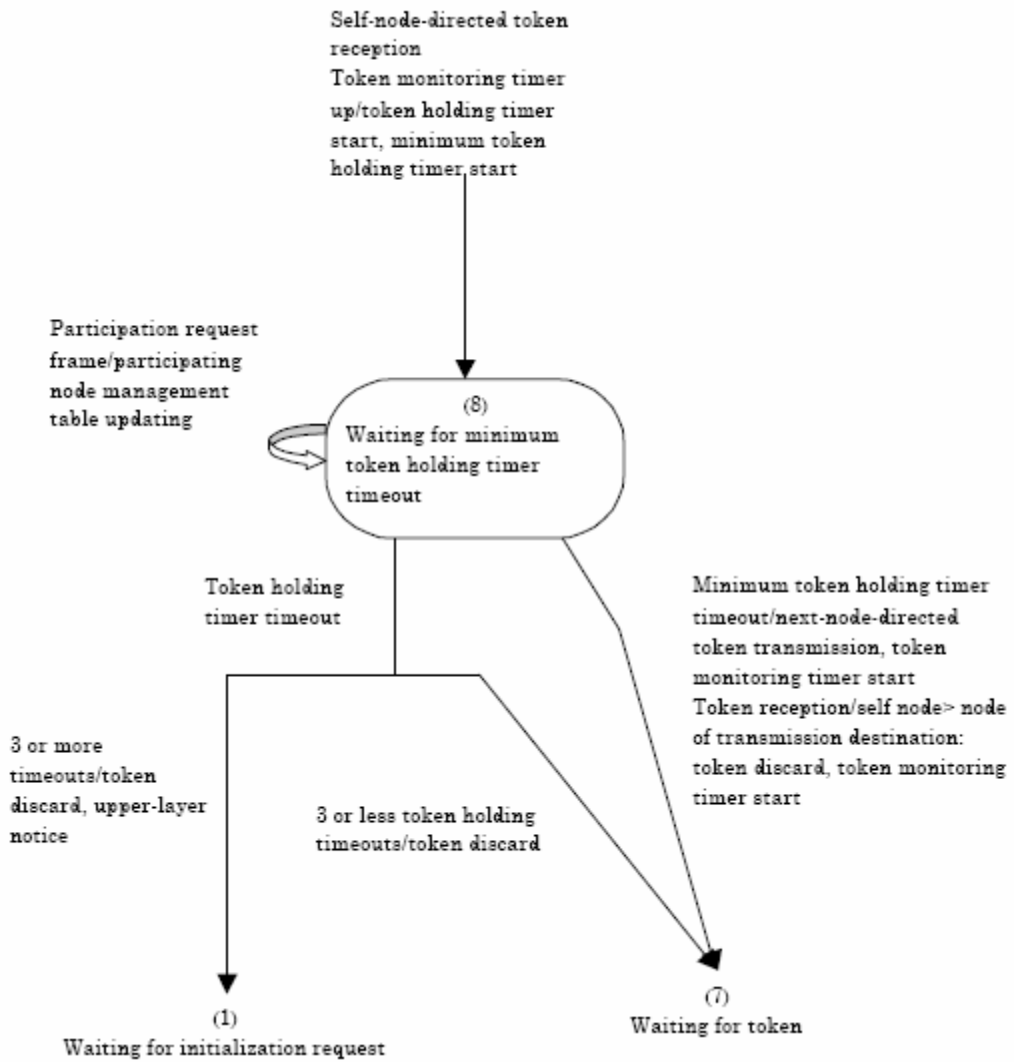 Self-node-directed token
reception
Token monitoring timer
up/token holding timer
start, minimum token
holding timer start
Participation request
frame/participating
node management
table updating
(8)
Waiting for minimum
token holding timer
timeout
Token holding
timer timeout
Minimum token holding timer
timeout/next-node-directed
token transmission, token
monitoring timer start
Token reception/self node> node
of transmission destination:
token discard, token monitoring
timer start
3 or more
timeouts/token
discard, upper-layer
notice
3 or less token holding
timeouts/token discard
(1)
Waiting for initialization request
(7)
Waiting for token